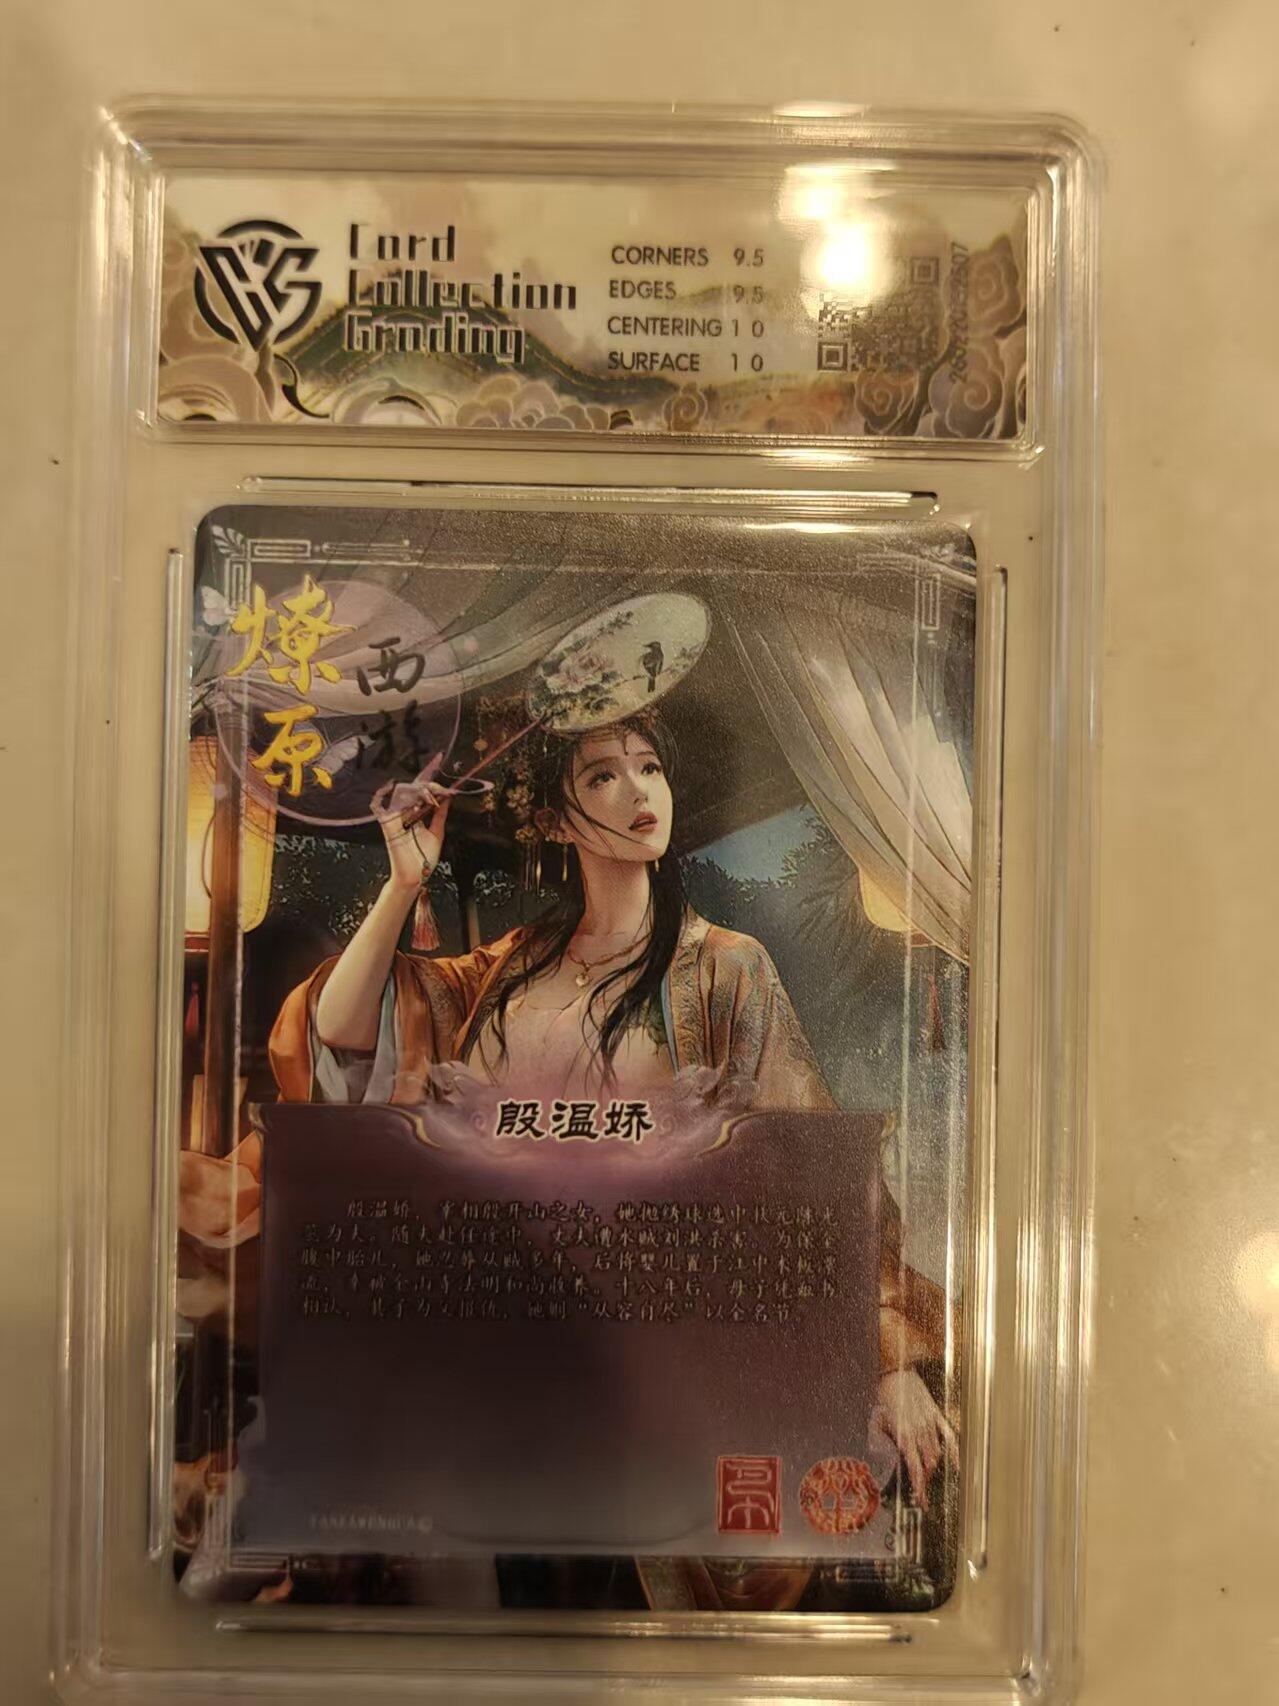 CCG
Card
Collection
Grading
CORNERS 9.5
EDGES 9.5
CENTERING 10
SURFACE 10
燎原
西游
殷温娇
殷温娇，宰相殷开山之女，她抛绣球选中状元陈光
蕊为夫。随夫赴任途中，丈夫遭水贼刘洪杀害，为保全
腹中胎儿，她忍辱从贼多年，后将婴儿置于江中木板漂
流，幸被金山寺法明和尚收养。十八年后，母子凭血书
相认，其子为父报仇，她则“从容自尽”以全名节。